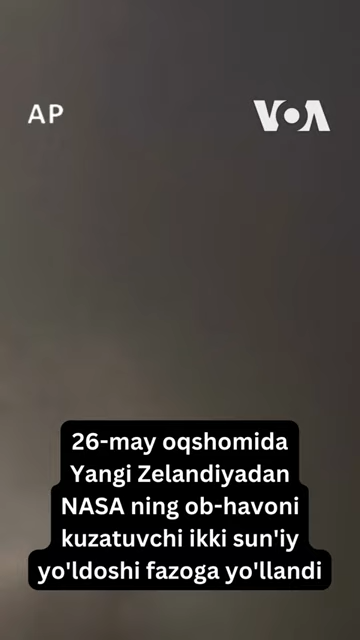 AP
VOA
26-may oqshomida
Yangi Zelandiyadan
NASA ning ob-havoni
kuzatuvchi ikki sun'iy
yo'ldoshi fazoga yo'llandi